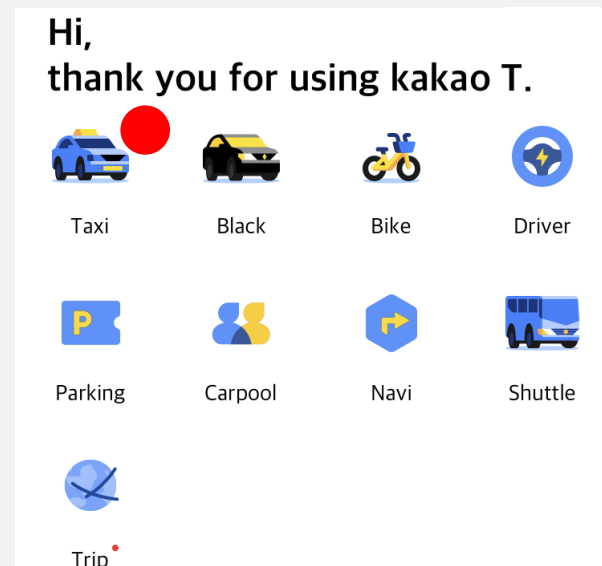 Hi,
thank you for using kakao T.
Taxi
Black
Bike
Driver
P
Parking
Carpool
Navi
Shuttle
Trip